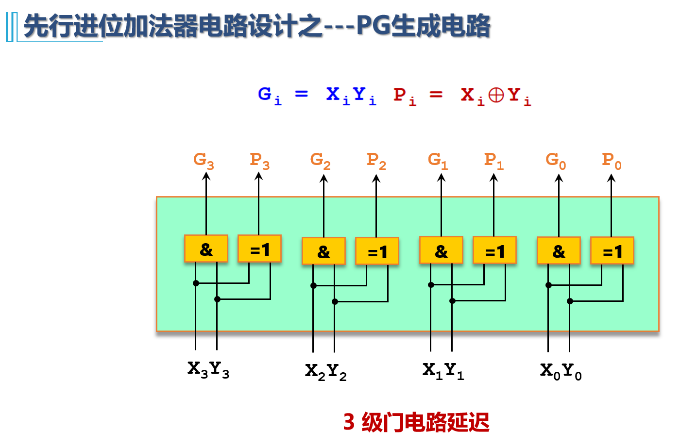 先行进位加法器电路设计之---PG生成电路
Gᵢ = XᵢYᵢ Pᵢ = Xᵢ⊕Yᵢ
G₃ P₃ G₂ P₂ G₁ P₁ G₀ P₀
& =1 & =1 & =1 & =1
X₃Y₃ X₂Y₂ X₁Y₁ X₀Y₀
3 级门电路延迟